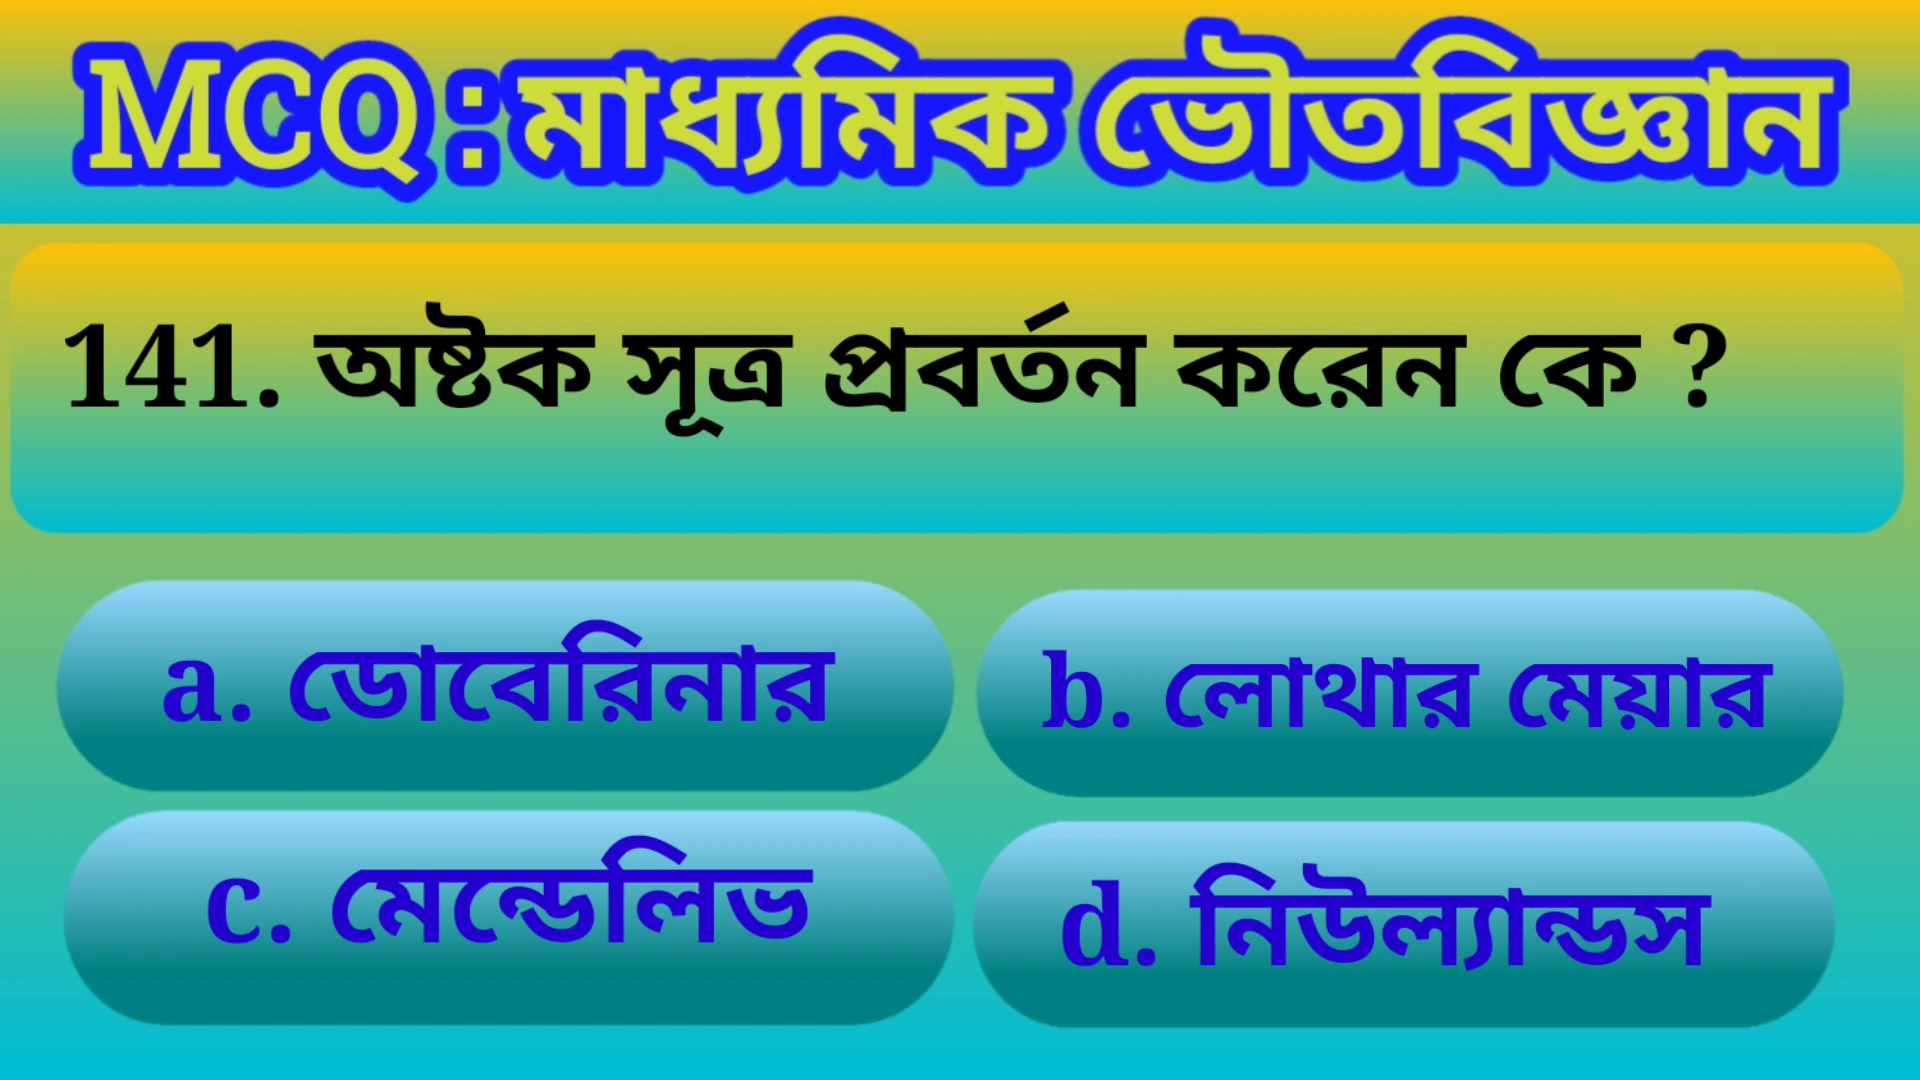 MCQ : মাধ্যমিক ভৌতবিজ্ঞান
141. অষ্টক সূত্র প্রবর্তন করেন কে ?
a. ডোবেরিনার
b. লোথার মেয়ার
c. মেন্ডেলিভ
d. নিউল্যান্ডস